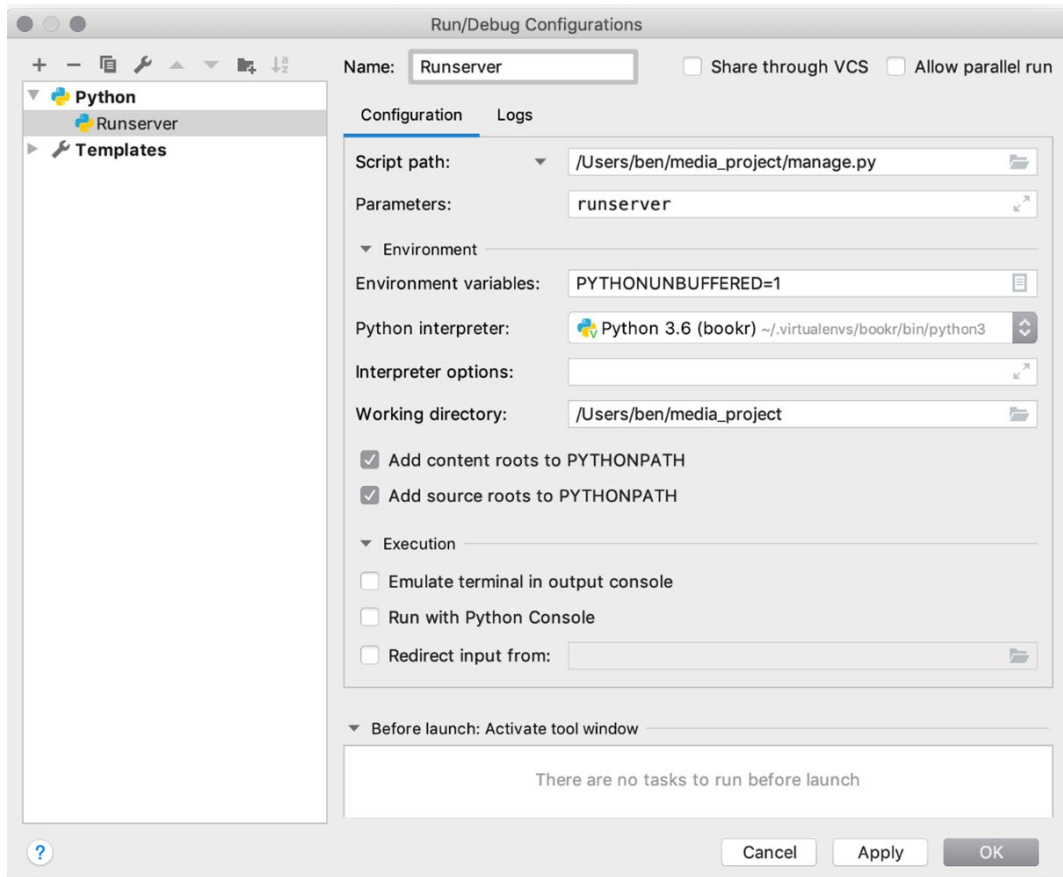 Run/Debug Configurations
Name: Runserver Share through VCS Allow parallel run
Python
Runserver
Templates
Configuration Logs
Script path: /Users/ben/media_project/manage.py
Parameters: runserver
Environment
Environment variables: PYTHONUNBUFFERED=1
Python interpreter: Python 3.6 (bookr) ~/.virtualenvs/bookr/bin/python3
Interpreter options:
Working directory: /Users/ben/media_project
Add content roots to PYTHONPATH
Add source roots to PYTHONPATH
Execution
Emulate terminal in output console
Run with Python Console
Redirect input from:
Before launch: Activate tool window
There are no tasks to run before launch
? Cancel Apply OK